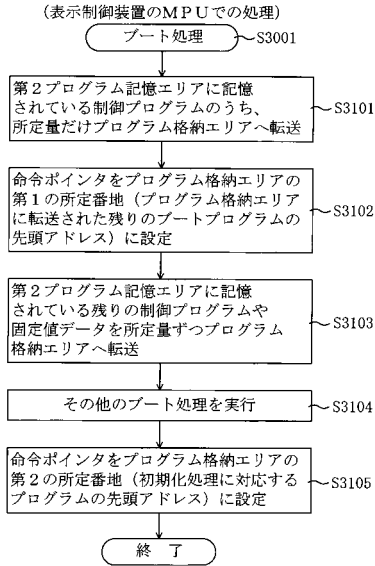 (表示制御装置のMPUでの処理)
ブート処理
S3001
第2プログラム記憶エリアに記憶
されている制御プログラムのうち、
所定量だけプログラム格納エリアへ転送
S3101
命令ポインタをプログラム格納エリアの
第1の所定番地(プログラム格納エリア
に転送された残りのブートプログラムの
先頭アドレス)に設定
S3102
第2プログラム記憶エリアに記憶
されている残りの制御プログラムや
固定値データを所定量ずつプログラム
格納エリアへ転送
S3103
その他のブート処理を実行
S3104
命令ポインタをプログラム格納エリアの
第2の所定番地(初期化処理に対応する
プログラムの先頭アドレス)に設定
S3105
終了